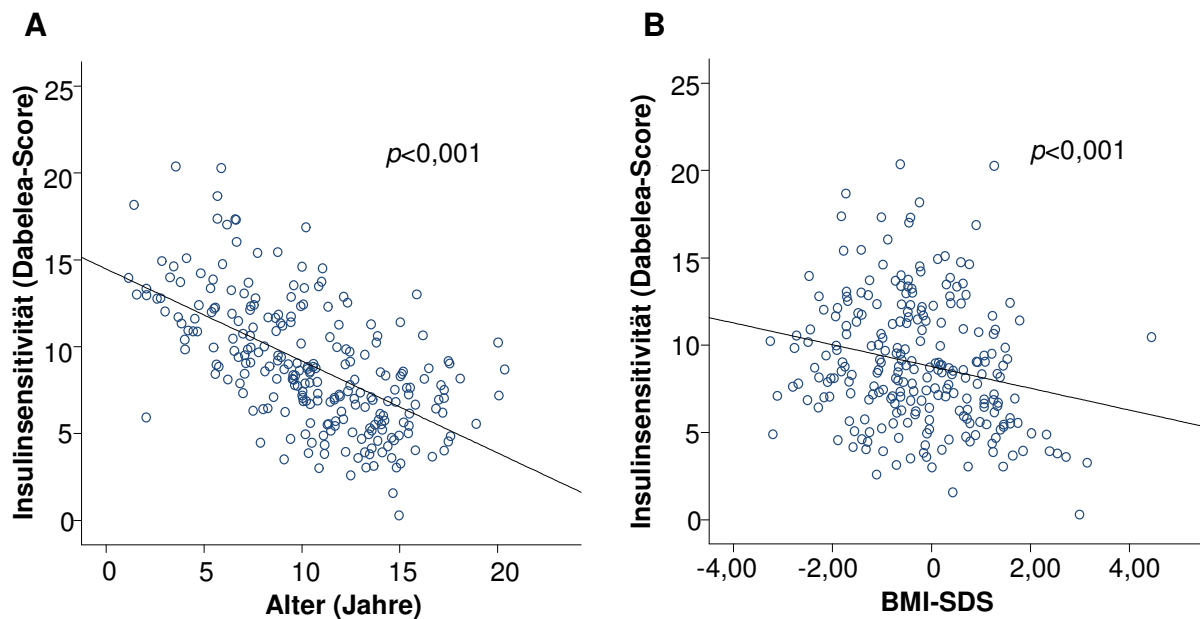 A
Insulinsensitivität (Dabelea-Score)
25
20
15
10
5
0
p<0,001
0 5 10 15 20
Alter (Jahre)
B
Insulinsensitivität (Dabelea-Score)
25
20
15
10
5
0
p<0,001
-4,00 -2,00 0 2,00 4,00
BMI-SDS